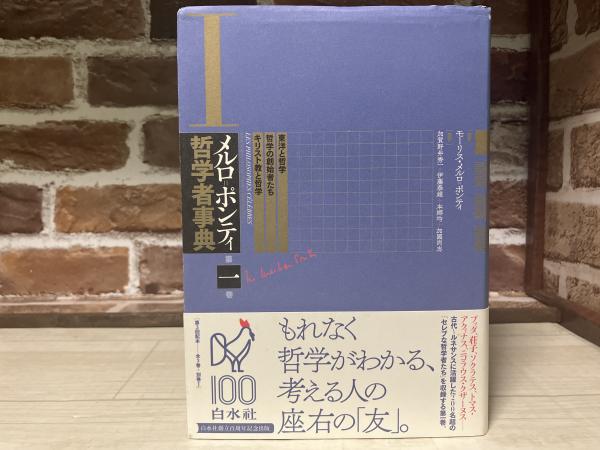 I
メルロ=ポンティ
哲学者事典
第一巻
LES PHILOSOPHES CÉLÈBRES
東洋と哲学
哲学の創始者たち
キリスト教と哲学
モーリス・メルロ=ポンティ
加賀野井秀一
伊藤泰雄
本郷均
加國尚志
ブッダ、荘子、ソクラテス、トマス・
アクィナス、ニコラウス・クザーヌス…
古代〜ルネサンスに活躍した200名超の
「セレブな哲学者たち」を収録する第一巻。
もれなく
哲学がわかる、
考える人の
座右の「友」。
100
白水社
白水社創立百周年記念出版